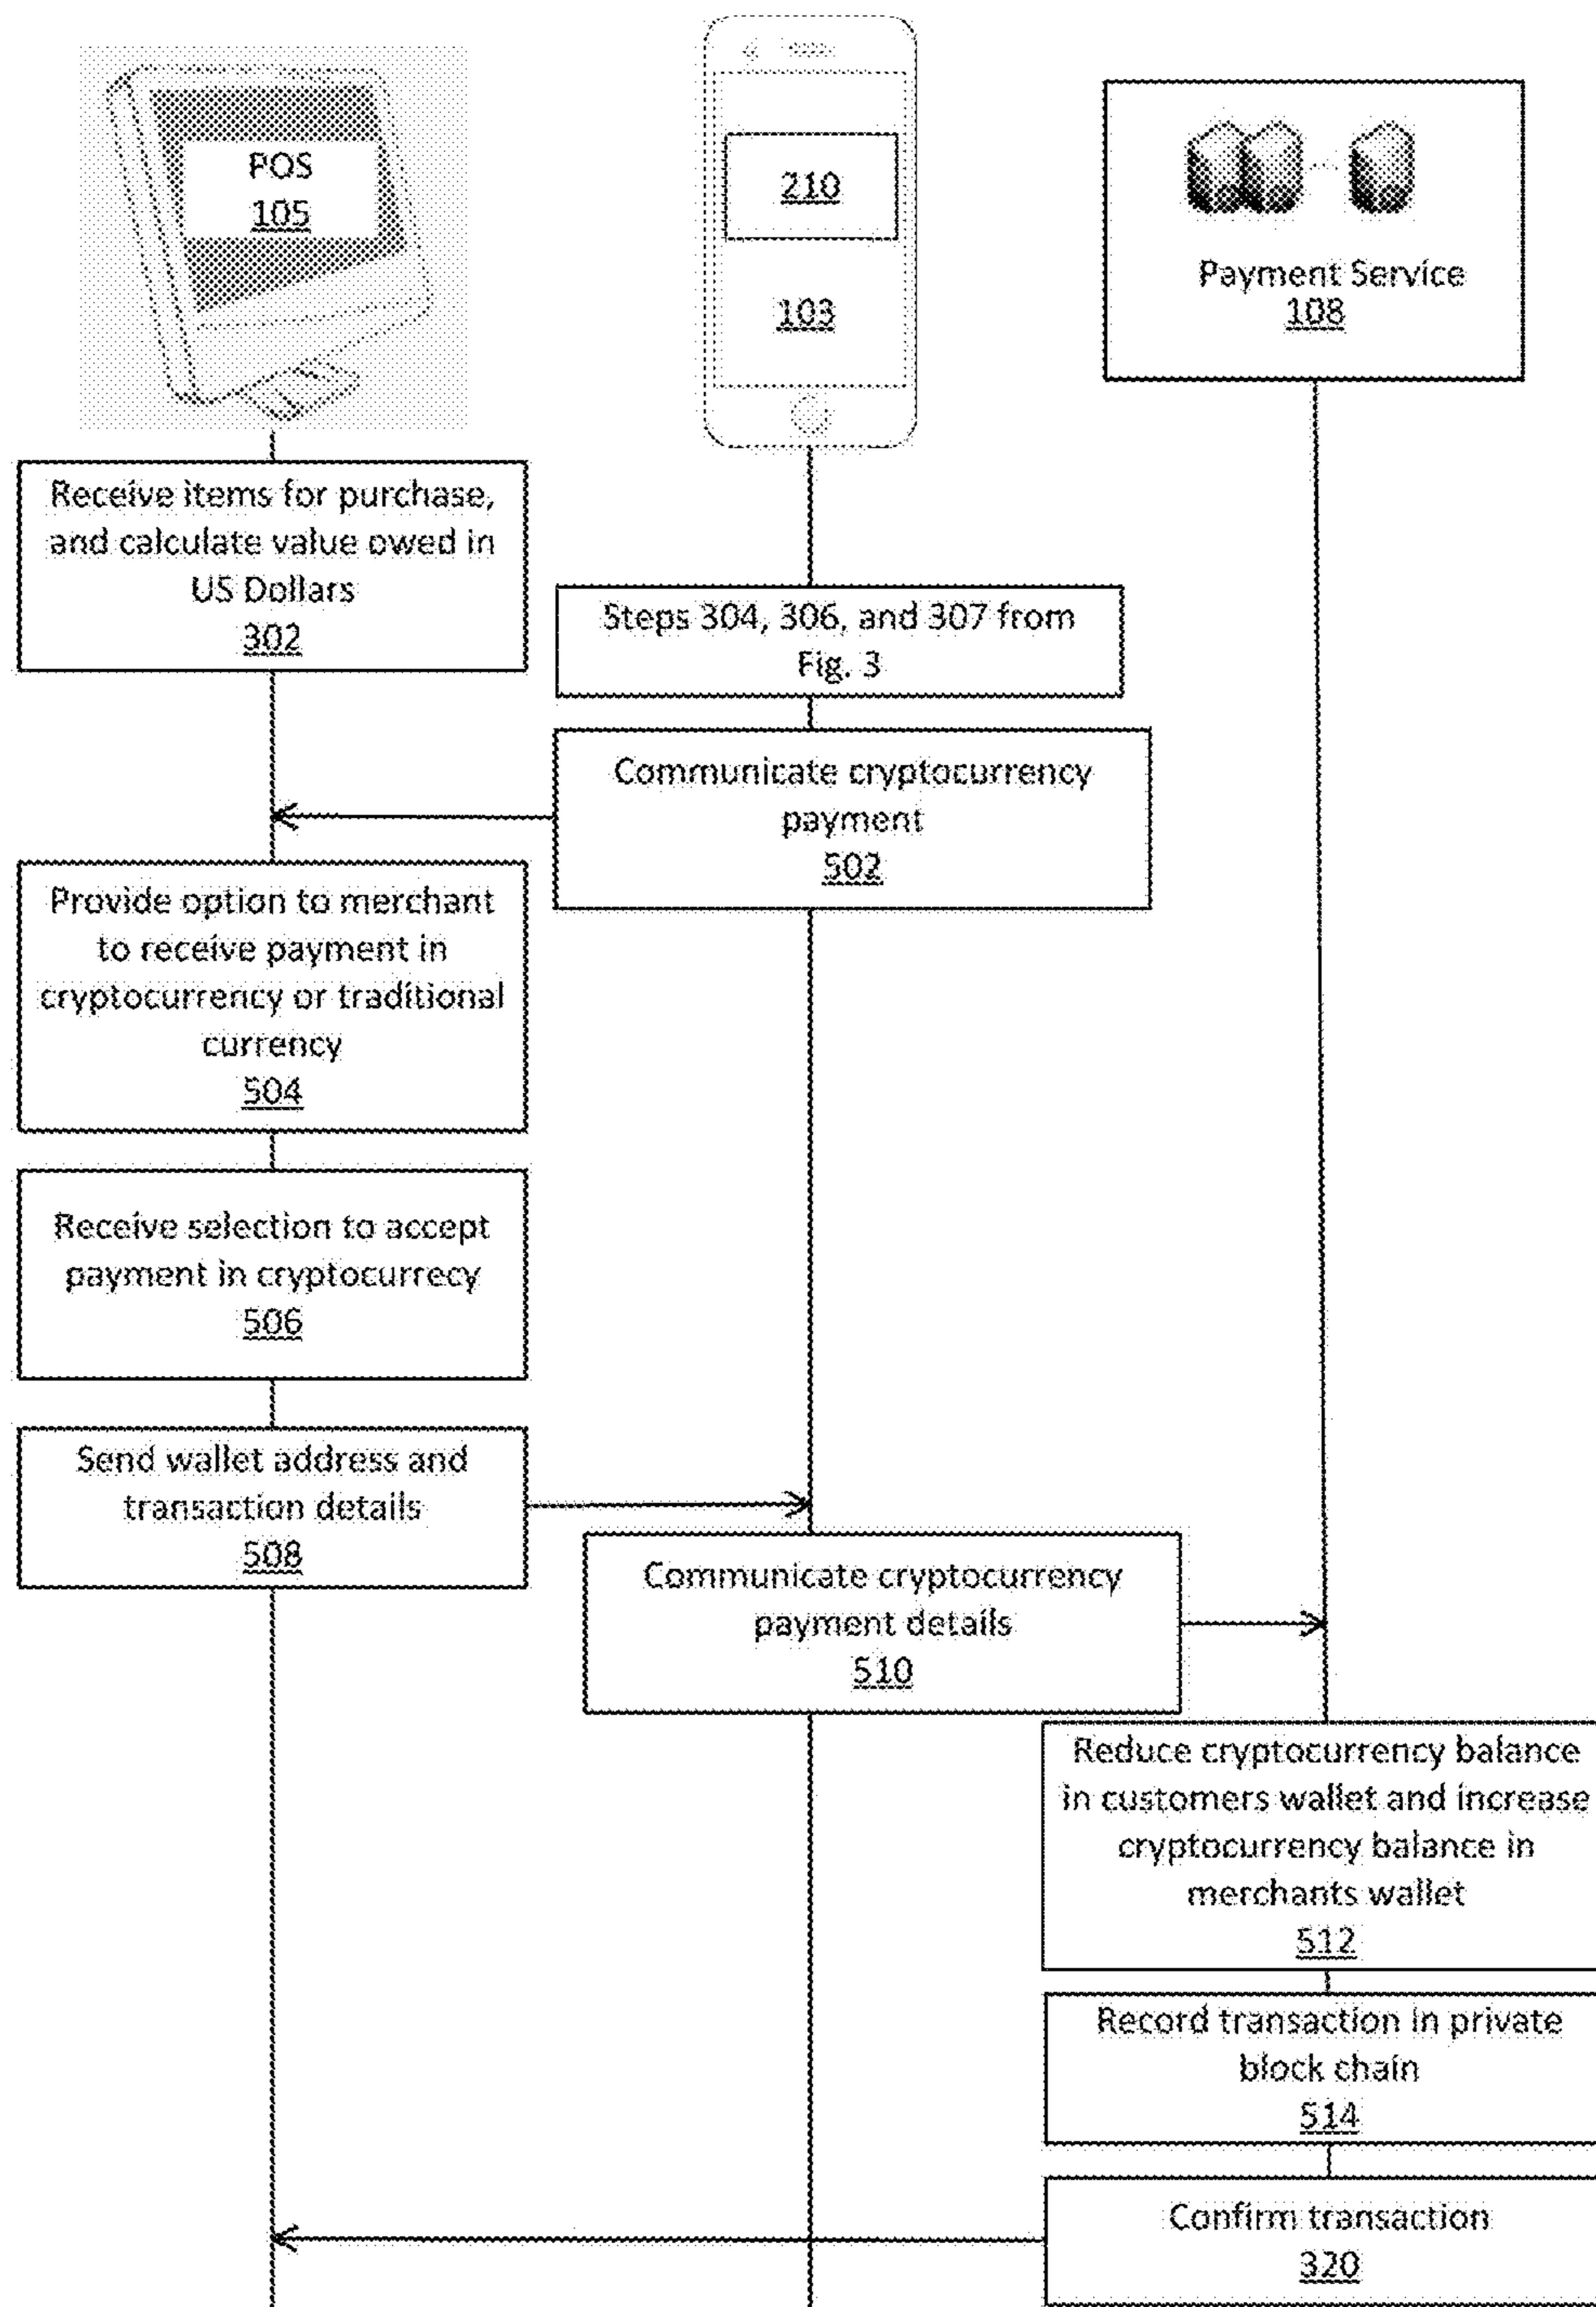 POS
105
210
103
Payment Service
108
Receive items for purchase,
and calculate value owed in
US Dollars
302
Steps 304, 306, and 307 from
Fig. 3
Communicate cryptocurrency
payment
502
Provide option to merchant
to receive payment in
cryptocurrency or traditional
currency
504
Receive selection to accept
payment in cryptocurrecy
506
Send wallet address and
transaction details
508
Communicate cryptocurrency
payment details
510
Reduce cryptocurrency balance
in customers wallet and increase
cryptocurrency balance in
merchants wallet
512
Record transaction in private
block chain
514
Confirm transaction
320